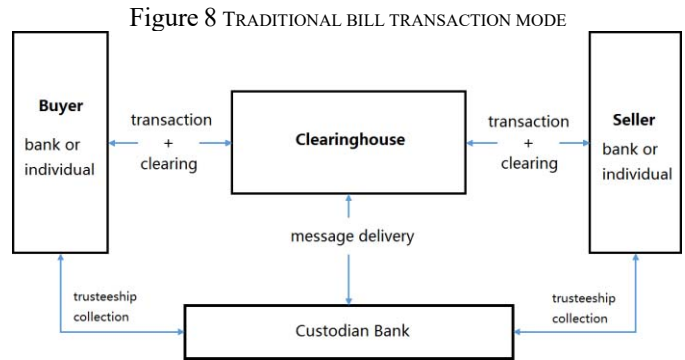 Figure 8 TRADITIONAL BILL TRANSACTION MODE
Buyer
bank or
individual
transaction
+
clearing
Clearinghouse
transaction
+
clearing
Seller
bank or
individual
message delivery
trusteeship
collection
Custodian Bank
trusteeship
collection